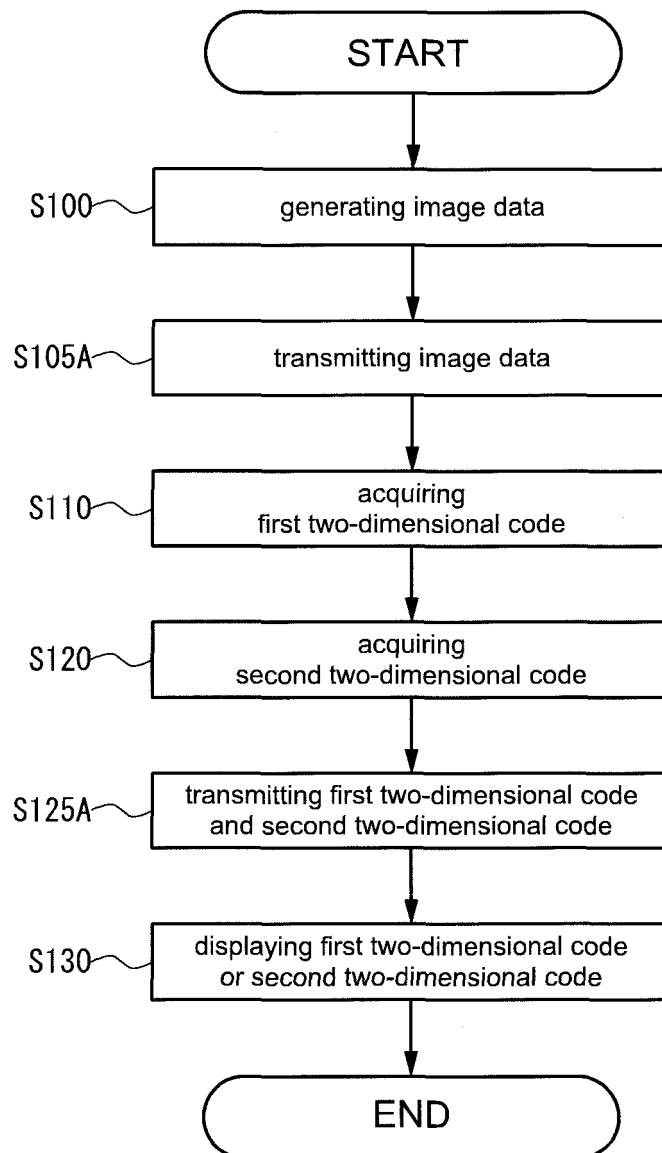 START
S100
generating image data
S105A
transmitting image data
S110
acquiring
first two-dimensional code
S120
acquiring
second two-dimensional code
S125A
transmitting first two-dimensional code
and second two-dimensional code
S130
displaying first two-dimensional code
or second two-dimensional code
END